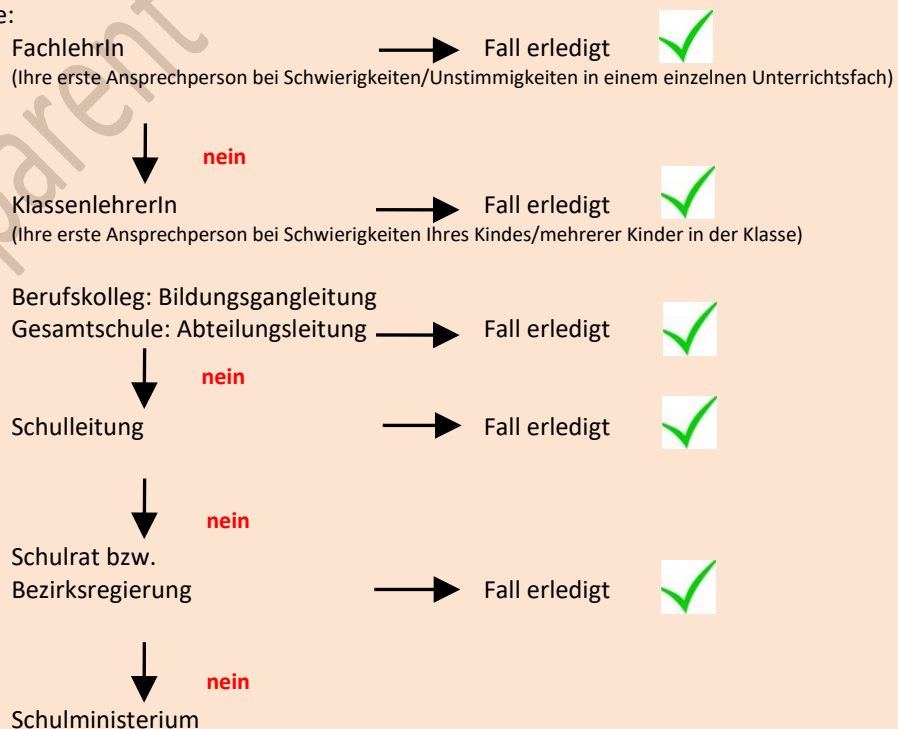 e:
FachlehrIn Fall erledigt
(Ihre erste Ansprechperson bei Schwierigkeiten/Unstimmigkeiten in einem einzelnen Unterrichtsfach)
nein
KlassenlehrerIn Fall erledigt
(Ihre erste Ansprechperson bei Schwierigkeiten Ihres Kindes/mehrerer Kinder in der Klasse)
Berufskolleg: Bildungsgangleitung
Gesamtschule: Abteilungsleitung Fall erledigt
nein
Schulleitung Fall erledigt
nein
Schulrat bzw.
Bezirksregierung Fall erledigt
nein
Schulministerium
parent